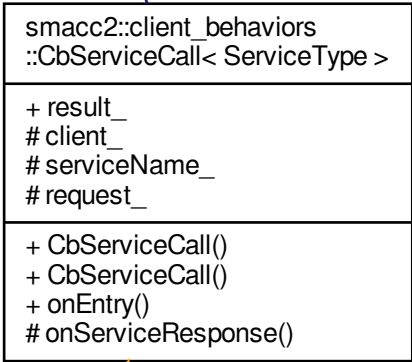 smacc2::client_behaviors
::CbServiceCall< ServiceType >
+ result_
# client_
# serviceName_
# request_
+ CbServiceCall()
+ CbServiceCall()
+ onEntry()
# onServiceResponse()